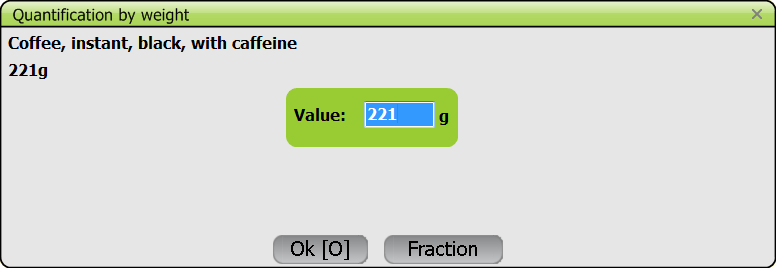 Quantification by weight
Coffee, instant, black, with caffeine
221g
Value: 221 g
Ok [O] Fraction